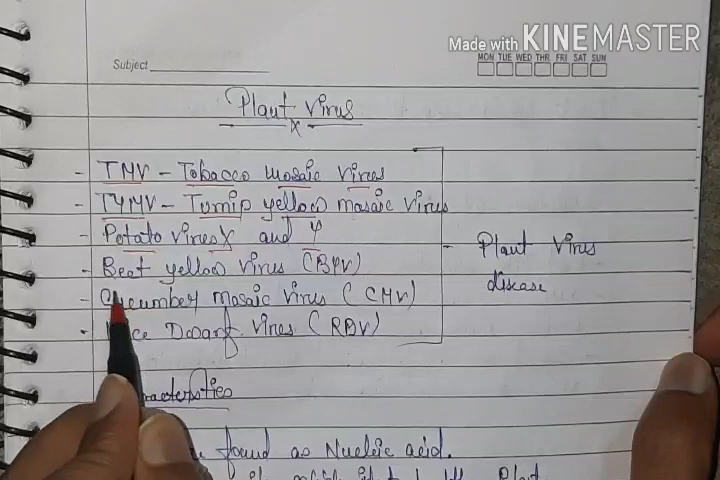 Made with KINEMASTER
Subject
MON TUE WED THR FRI SAT SUN
Plant Virus
x
- TMV - Tobacco mosaic virus
- TYMV - Turnip yellow mosaic virus
- Potato virus X and Y
- Beet yellow virus (BYV)
- Cucumber mosaic virus (CMV)
- Dwarf virus (RDV)
- Plant Virus
disease
found as Nucleic acid.
Plant